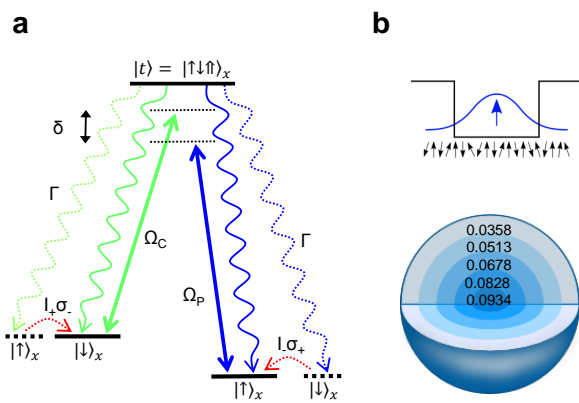 a
b
|t⟩ = |↑↓⇑⟩ₓ
δ
Γ
Γ
Ω_C
Ω_P
I₊σ₋
I₋σ₊
|↑⟩ₓ
|↓⟩ₓ
|↑⟩ₓ
|↓⟩ₓ
0.0358
0.0513
0.0678
0.0828
0.0934